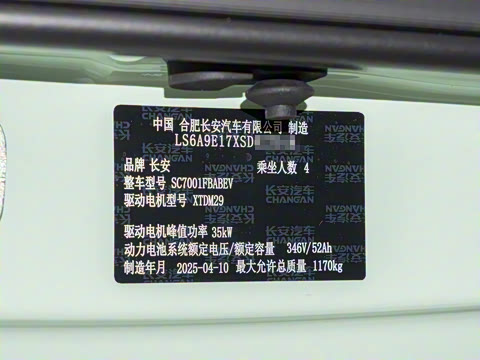 中国 合肥长安汽车有限公司 制造
LS6A9E17XSD
品牌 长安 乘坐人数 4
整车型号 SC7001FBABEV
驱动电机型号 XTDM29
驱动电机峰值功率 35kW
动力电池系统额定电压/额定容量 346V/52Ah
制造年月 2025-04-10 最大允许总质量 1170kg